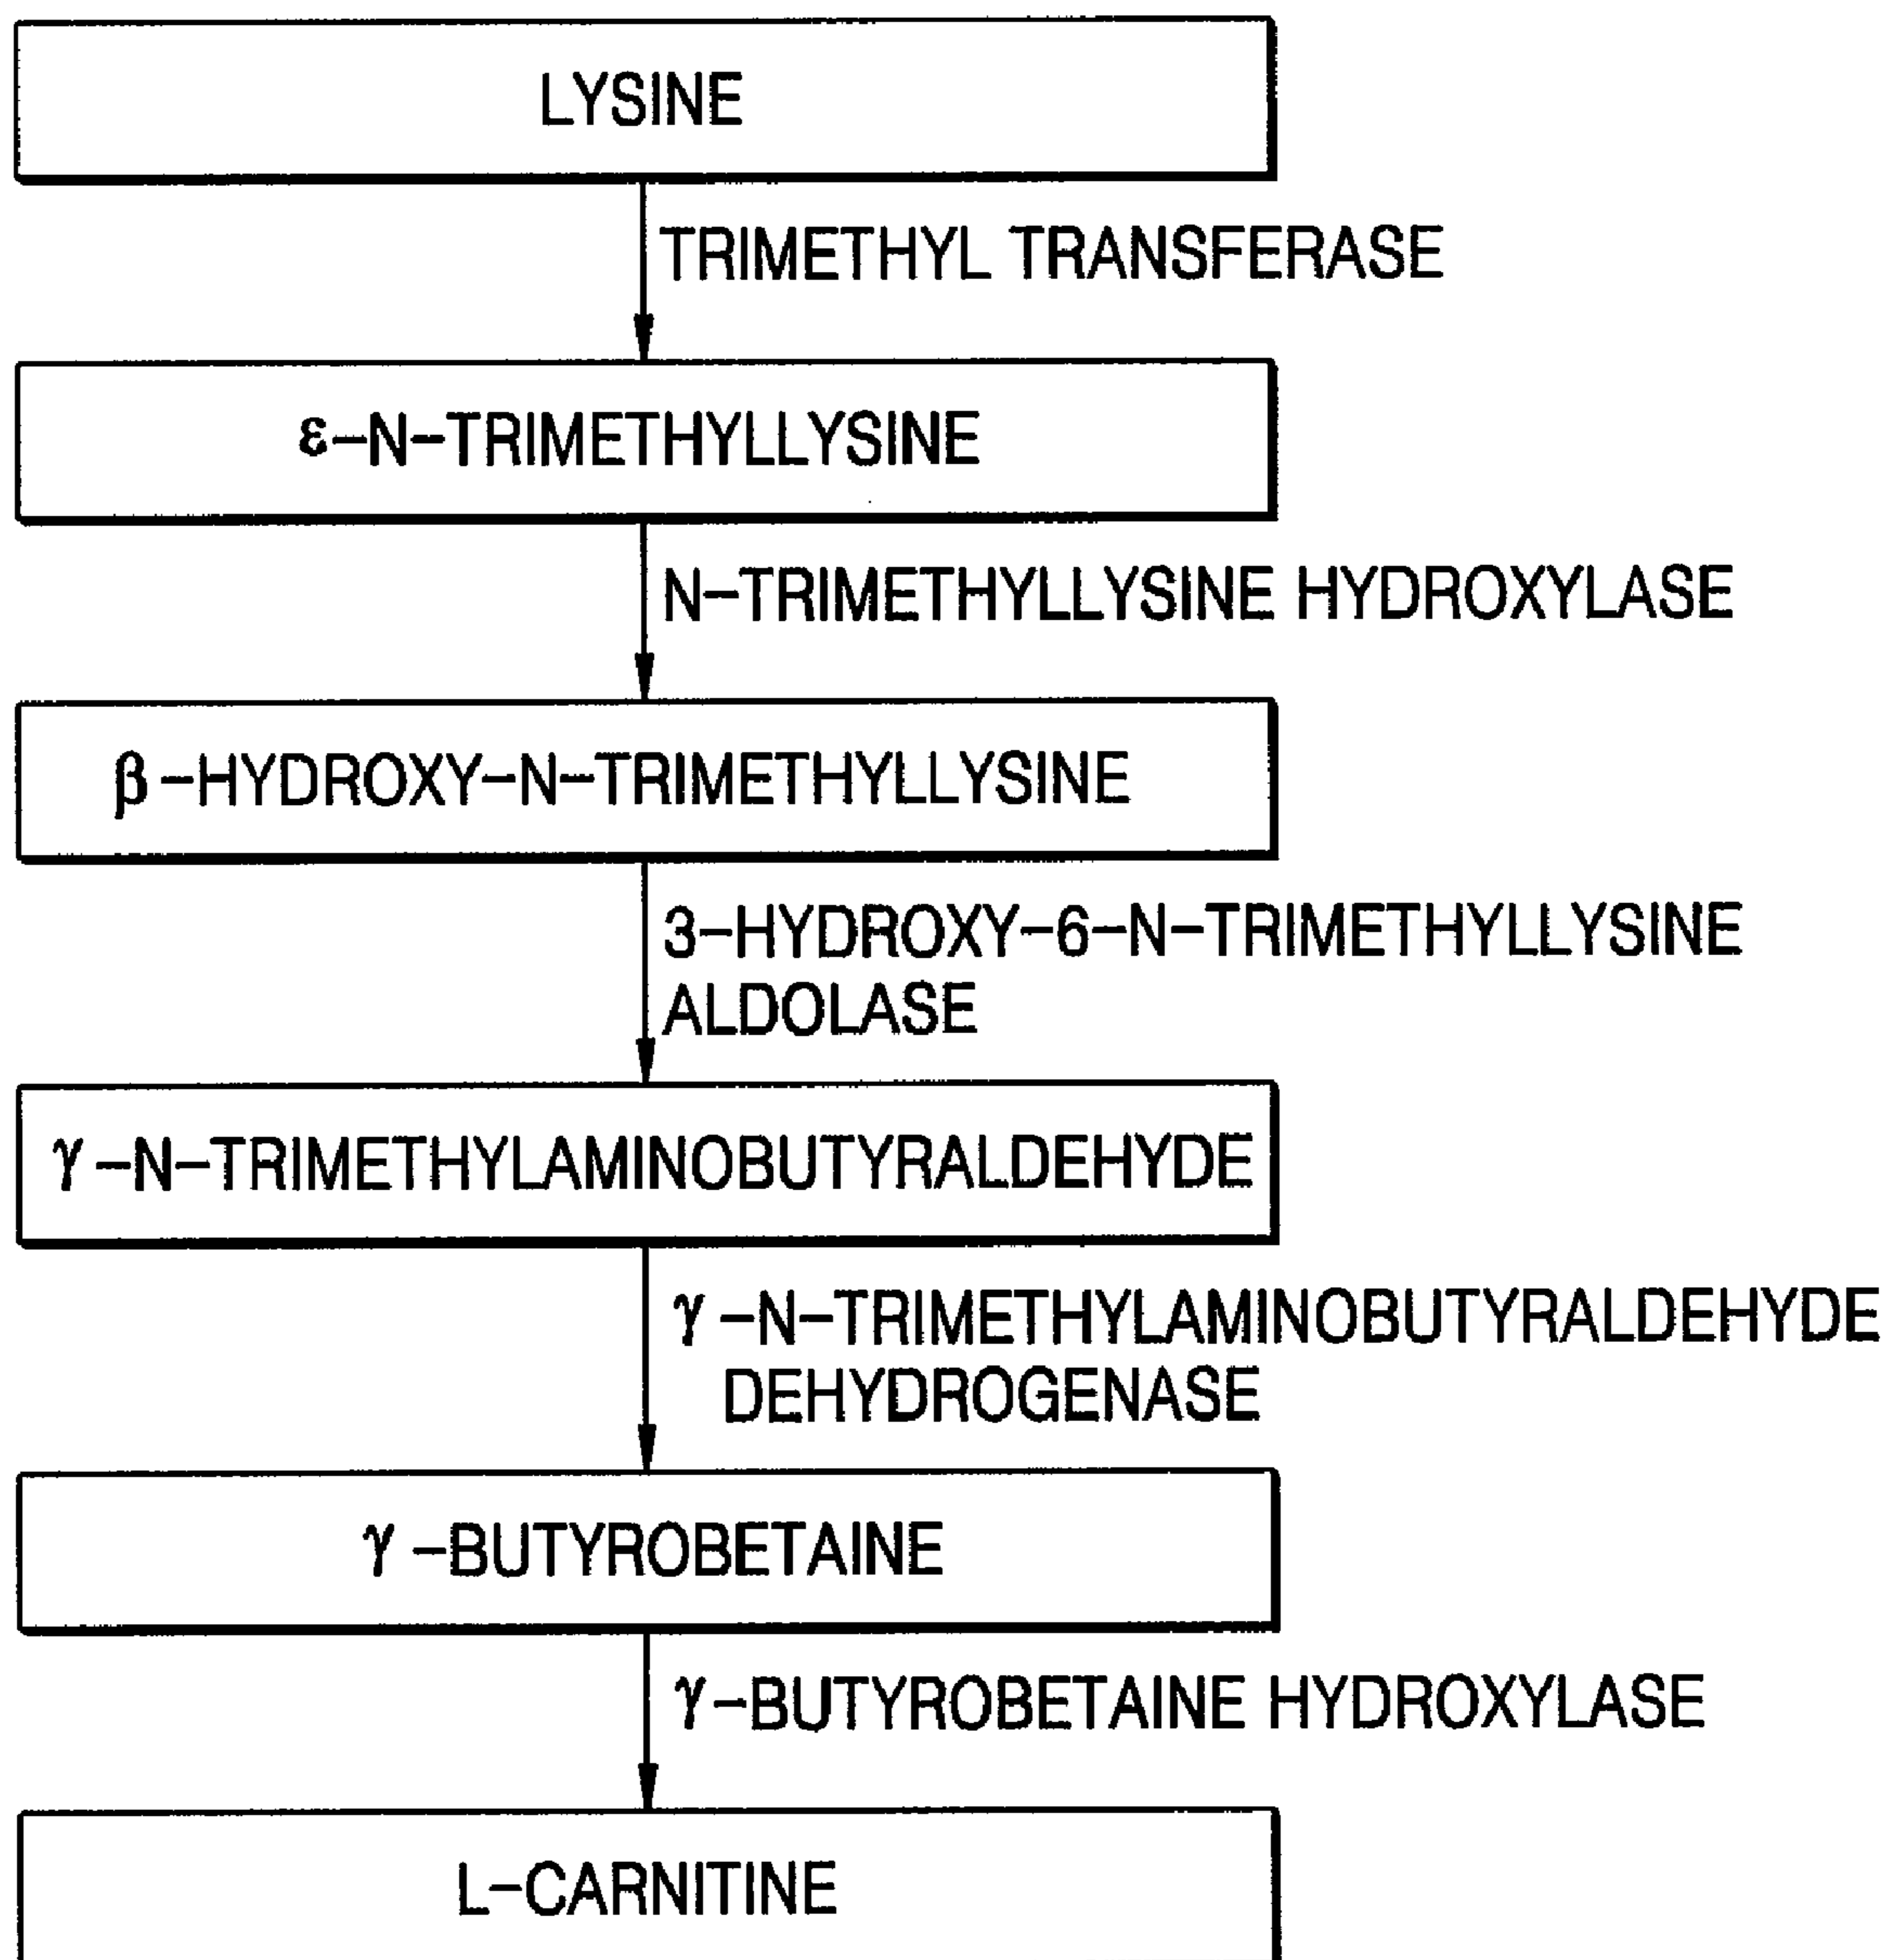 LYSINE
TRIMETHYL TRANSFERASE
ε-N-TRIMETHYLLYSINE
N-TRIMETHYLLYSINE HYDROXYLASE
β-HYDROXY-N-TRIMETHYLLYSINE
3-HYDROXY-6-N-TRIMETHYLLYSINE
ALDOLASE
γ-N-TRIMETHYLAMINOBUTYRALDEHYDE
γ-N-TRIMETHYLAMINOBUTYRALDEHYDE
DEHYDROGENASE
γ-BUTYROBETAINE
γ-BUTYROBETAINE HYDROXYLASE
L-CARNITINE